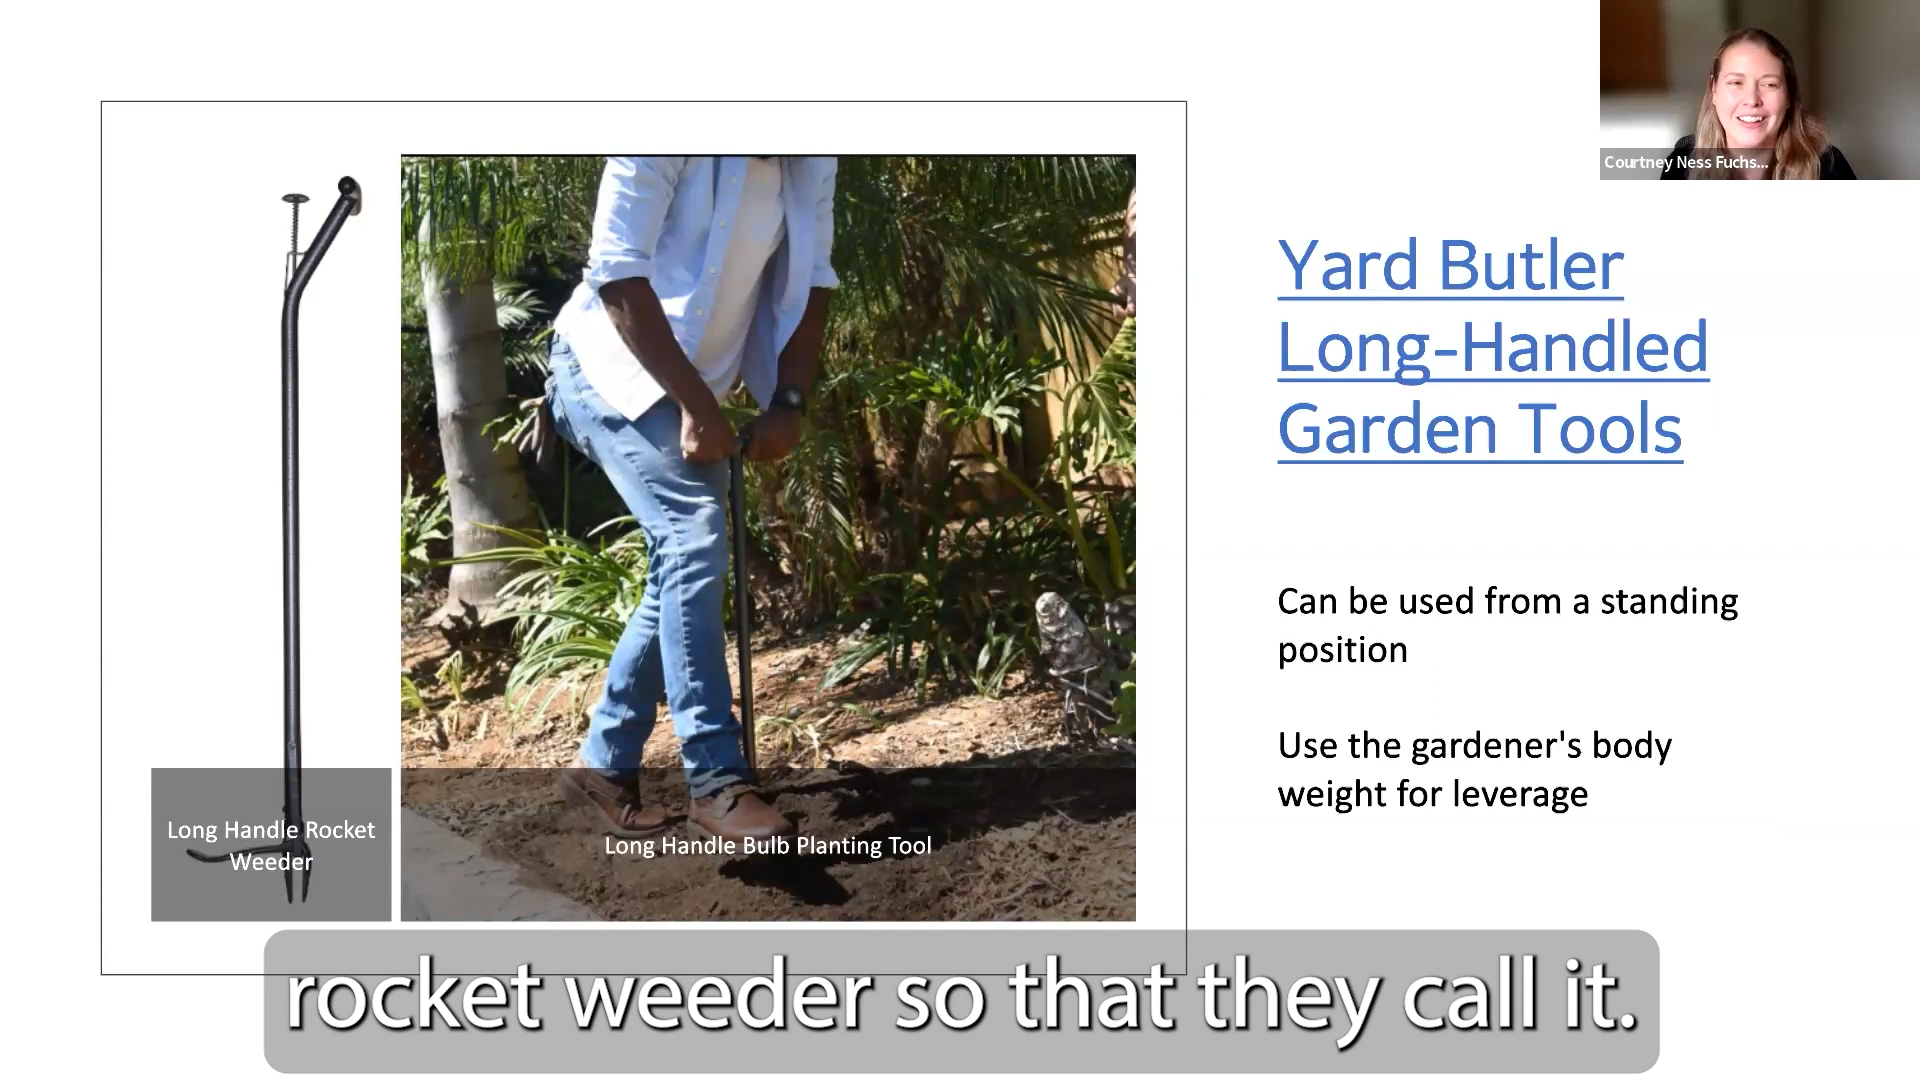 Courtney Ness Fuchs...
Yard Butler
Long-Handled
Garden Tools
Can be used from a standing
position
Use the gardener's body
weight for leverage
Long Handle Rocket
Weeder
Long Handle Bulb Planting Tool
rocket weeder so that they call it.